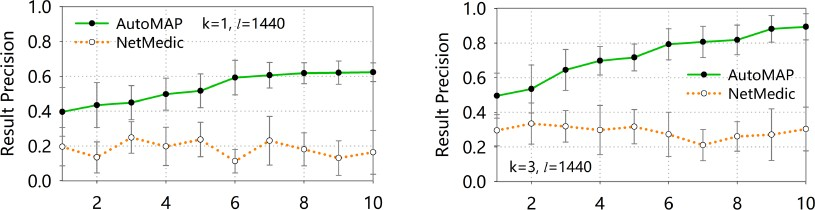 Result Precision
1.0
0.8
0.6
0.4
0.2
0.0
AutoMAP
NetMedic
k=1, l=1440
2
4
6
8
10
Result Precision
1.0
0.8
0.6
0.4
0.2
0.0
AutoMAP
NetMedic
k=3, l=1440
2
4
6
8
10